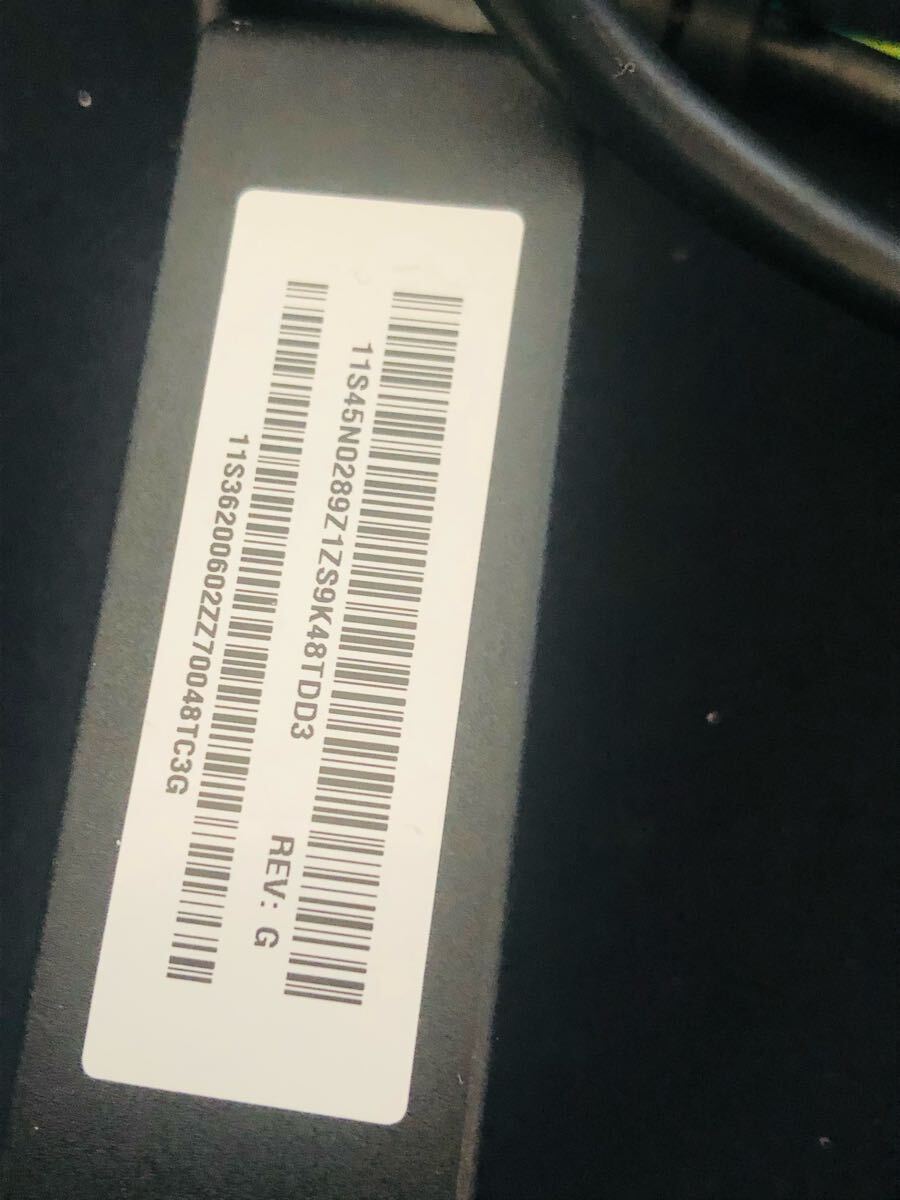 11S45N0289Z1ZS9K48TDD3
REV: G
11S36200602ZZ70048TC3G